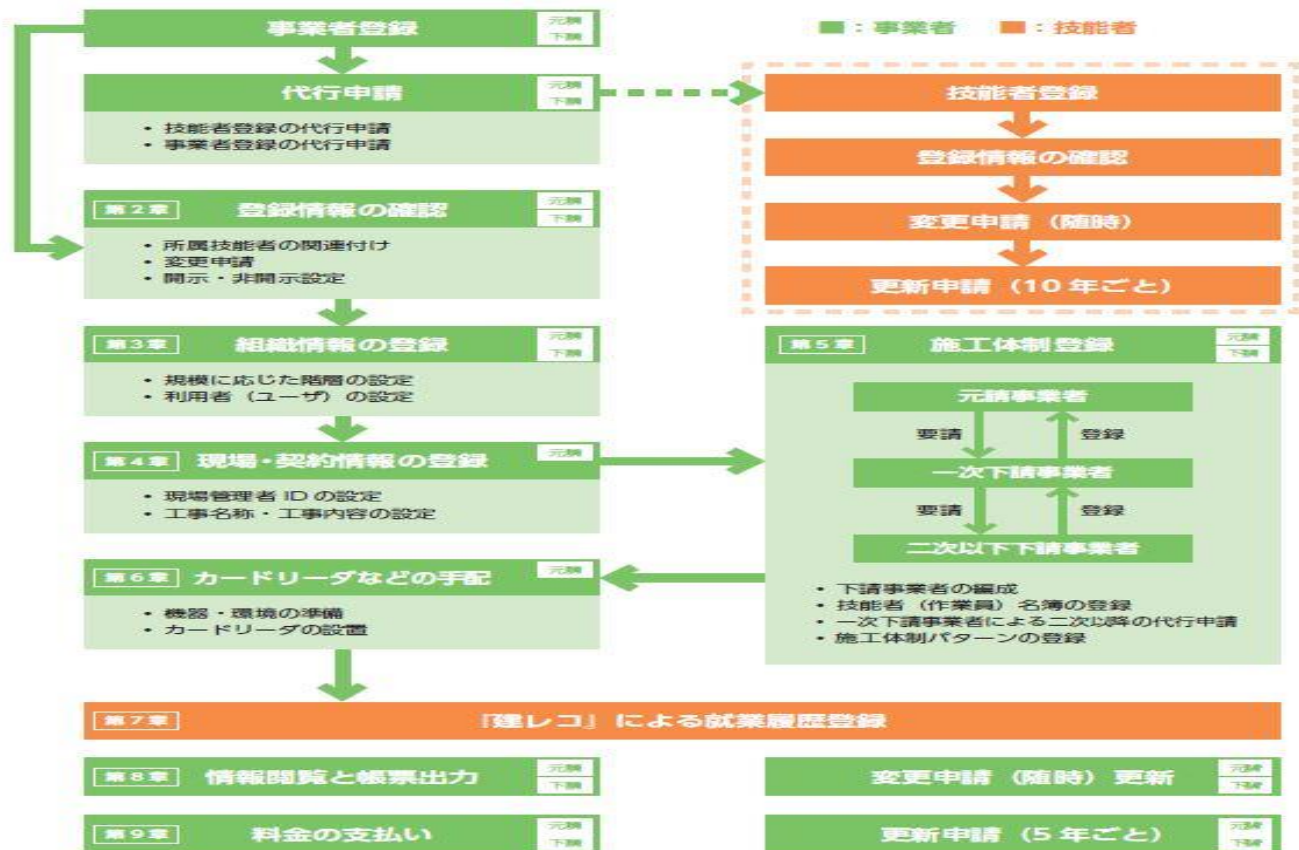 事業者登録
元請
下請
■:事業者 ■:技能者
代行申請
元請
下請
・技能者登録の代行申請
・事業者登録の代行申請
技能者登録
登録情報の確認
変更申請（随時）
更新申請（10年ごと）
第2章 登録情報の確認
元請
下請
・所属技能者の関連付け
・変更申請
・開示・非開示設定
第3章 組織情報の登録
元請
下請
・規模に応じた階層の設定
・利用者（ユーザ）の設定
第4章 現場・契約情報の登録
元請
・現場管理者IDの設定
・工事名称・工事内容の設定
第5章 施工体制登録
元請
下請
元請事業者
要請 登録
一次下請事業者
要請 登録
二次以下下請事業者
・下請事業者の編成
・技能者（作業員）名簿の登録
・一次下請事業者による二次以降の代行申請
・施工体制パターンの登録
第6章 カードリーダなどの手配
元請
・機器・環境の準備
・カードリーダの設置
第7章 『建レコ』による就業履歴登録
第8章 情報閲覧と帳票出力
元請
下請
変更申請（随時）更新
元請
下請
第9章 料金の支払い
元請
下請
更新申請（5年ごと）
元請
下請